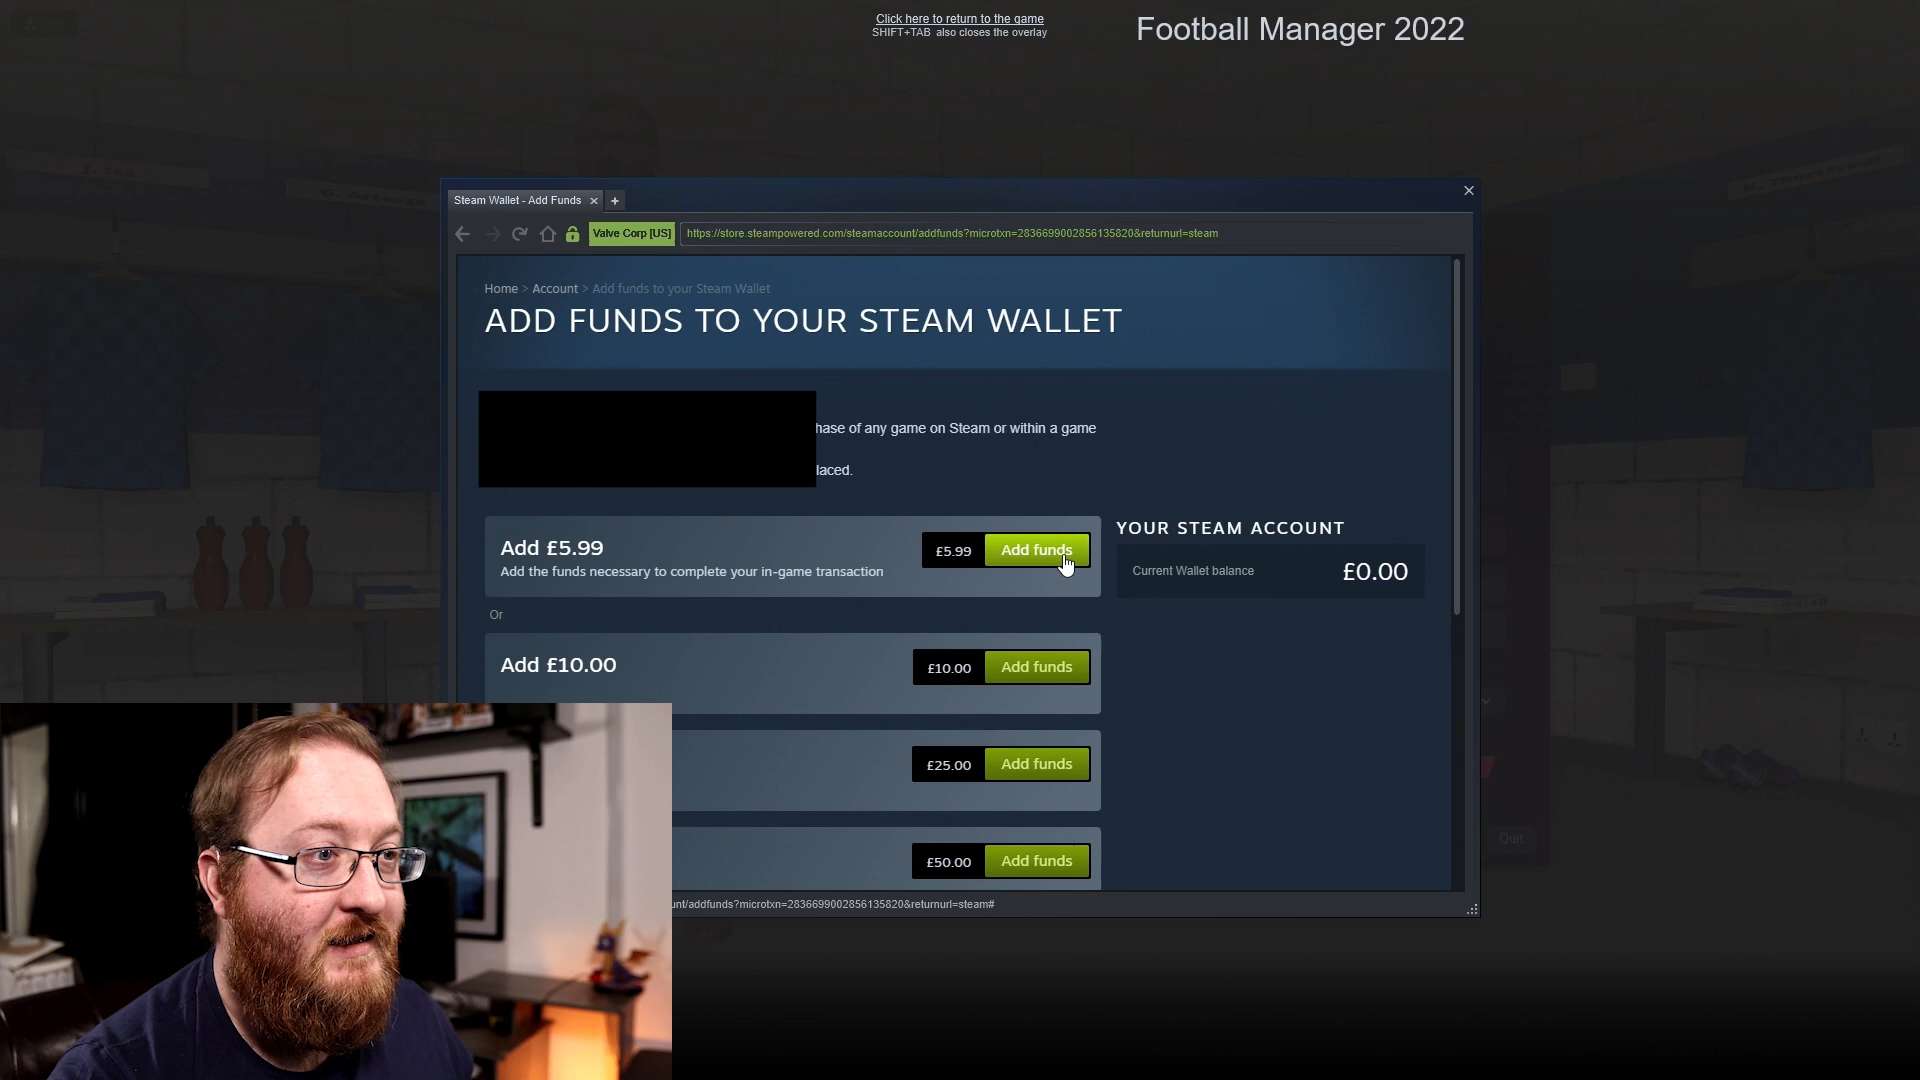 Click here to return to the game
SHIFT+TAB also closes the overlay
Football Manager 2022
Steam Wallet - Add Funds
Valve Corp [US]
https://store.steampowered.com/steamaccount/addfunds?microtxn=2836699002856135820&returnurl=steam
Home > Account > Add funds to your Steam Wallet
ADD FUNDS TO YOUR STEAM WALLET
hase of any game on Steam or within a game
laced.
Add £5.99
Add the funds necessary to complete your in-game transaction
£5.99 Add funds
YOUR STEAM ACCOUNT
Current Wallet balance £0.00
Or
Add £10.00
£10.00 Add funds
£25.00 Add funds
£50.00 Add funds
Quit
unt/addfunds?microtxn=2836699002856135820&returnurl=steam#